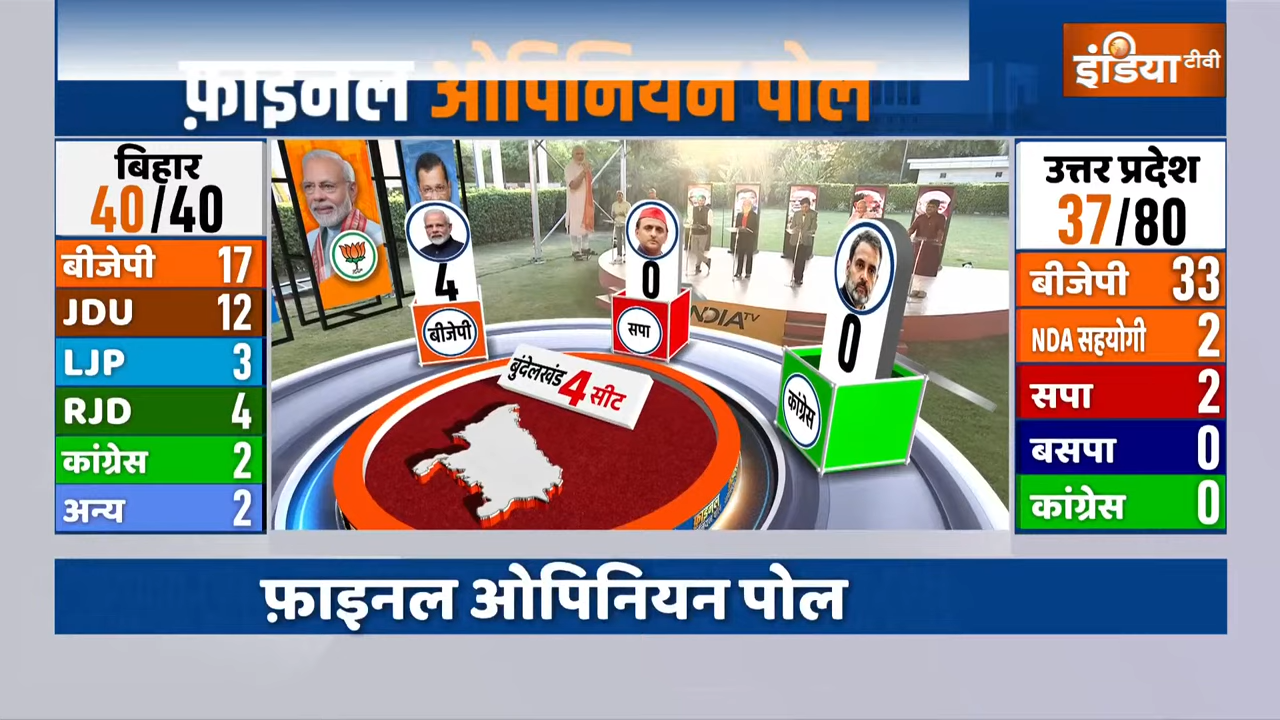 फ़ाइनल ओपिनियन पोल
इंडिया टीवी
बिहार
40/40
बीजेपी 17
JDU 12
LJP 3
RJD 4
कांग्रेस 2
अन्य 2
4
बीजेपी
0
सपा
0
कांग्रेस
बुंदेलखंड 4 सीट
INDIA TV
उत्तर प्रदेश
37/80
बीजेपी 33
NDA सहयोगी 2
सपा 2
बसपा 0
कांग्रेस 0
फ़ाइनल ओपिनियन पोल